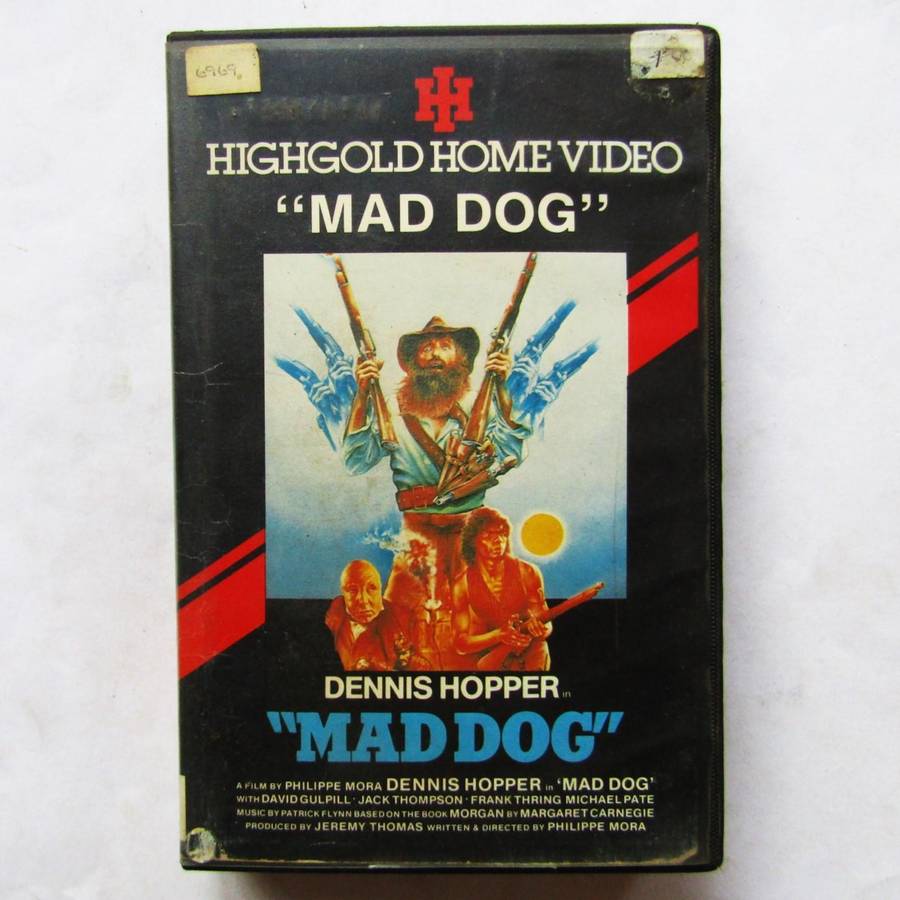 6969.
HIGHGOLD HOME VIDEO
“MAD DOG”
DENNIS HOPPER in
"MAD DOG"
A FILM BY PHILIPPE MORA DENNIS HOPPER in ‘MAD DOG’
WITH DAVID GULPILL · JACK THOMPSON · FRANK THRING MICHAEL PATE
MUSIC BY PATRICK FLYNN BASED ON THE BOOK MORGAN BY MARGARET CARNEGIE
PRODUCED BY JEREMY THOMAS WRITTEN & DIRECTED BY PHILIPPE MORA